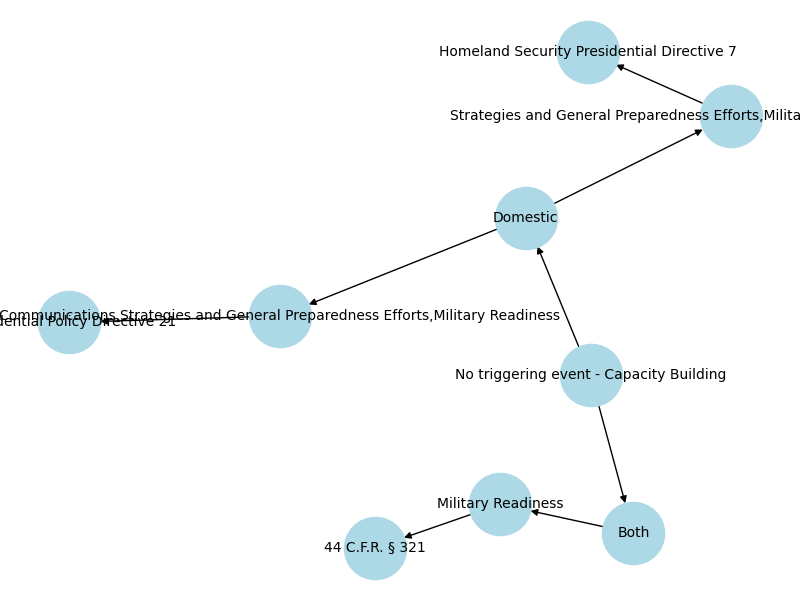 Homeland Security Presidential Directive 7
Strategies and General Preparedness Efforts,Milita
Domestic
Communications,Strategies and General Preparedness Efforts,Military Readiness
dential Policy Directive 21
No triggering event - Capacity Building
Military Readiness
Both
44 C.F.R. § 321